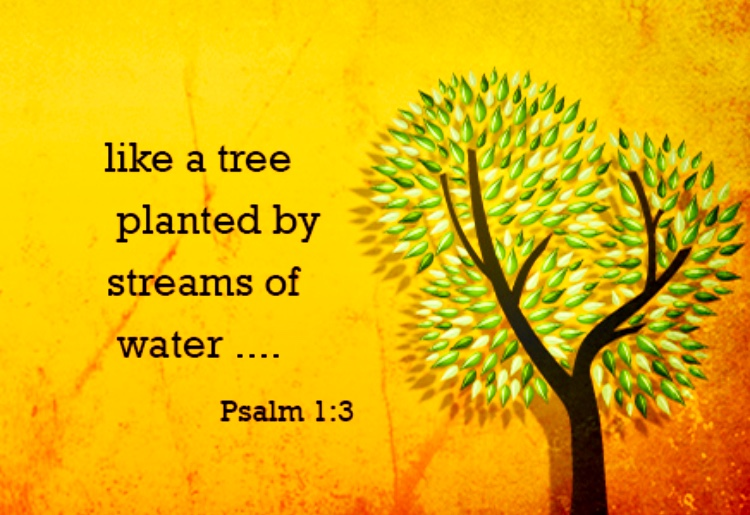 like a tree
planted by
streams of
water ....
Psalm 1:3